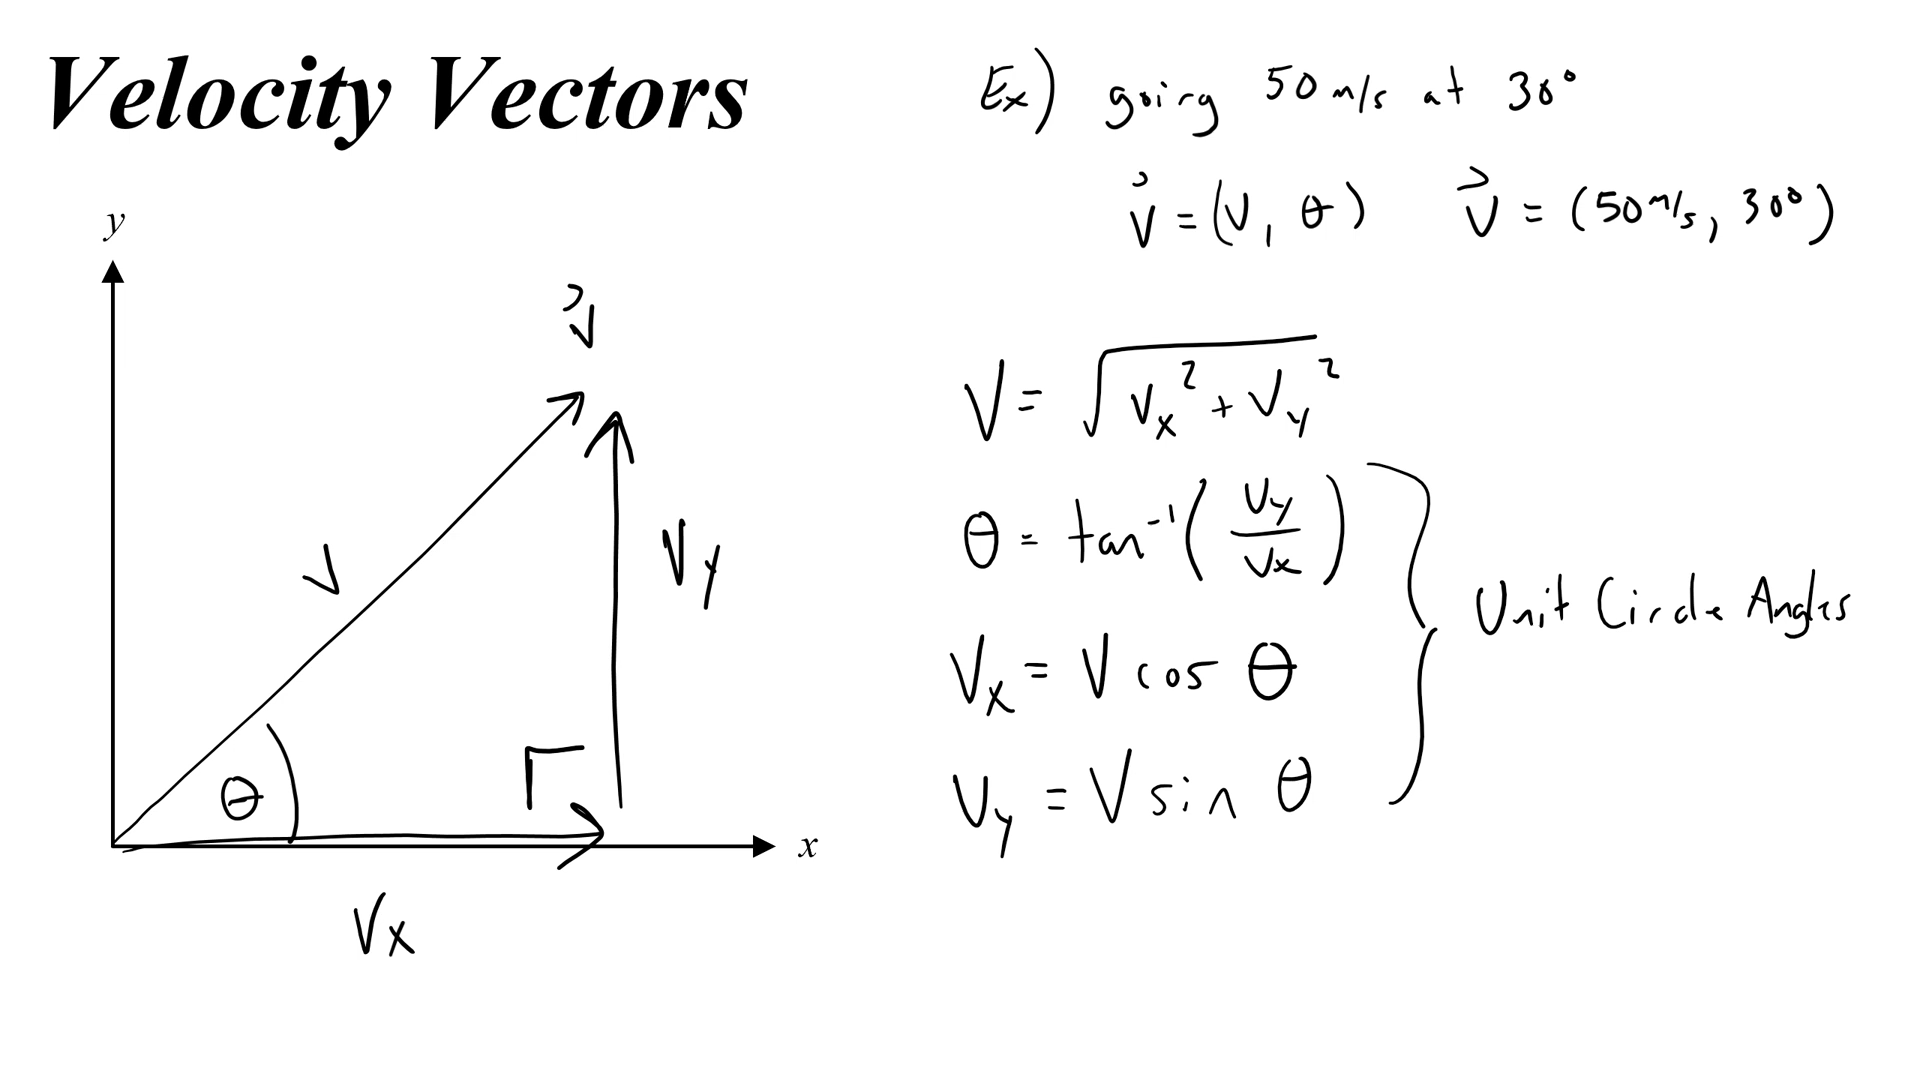 Velocity Vectors
Ex) going 50 m/s at 30°
v⃗ = (v, θ)    v⃗ = (50 m/s, 30°)
y
v⃗
v
vy
θ
x
vx
V = √(vx² + vy²)
θ = tan⁻¹(vy/vx)
Vx = V cos θ
Vy = V sin θ
Unit Circle Angles